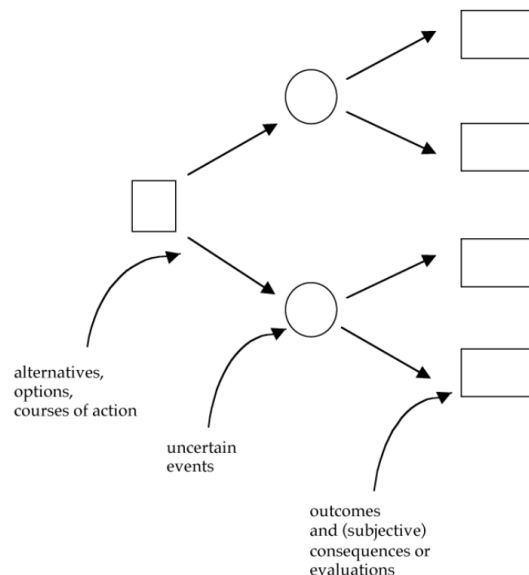 alternatives,
options,
courses of action
uncertain
events
outcomes
and (subjective)
consequences or
evaluations